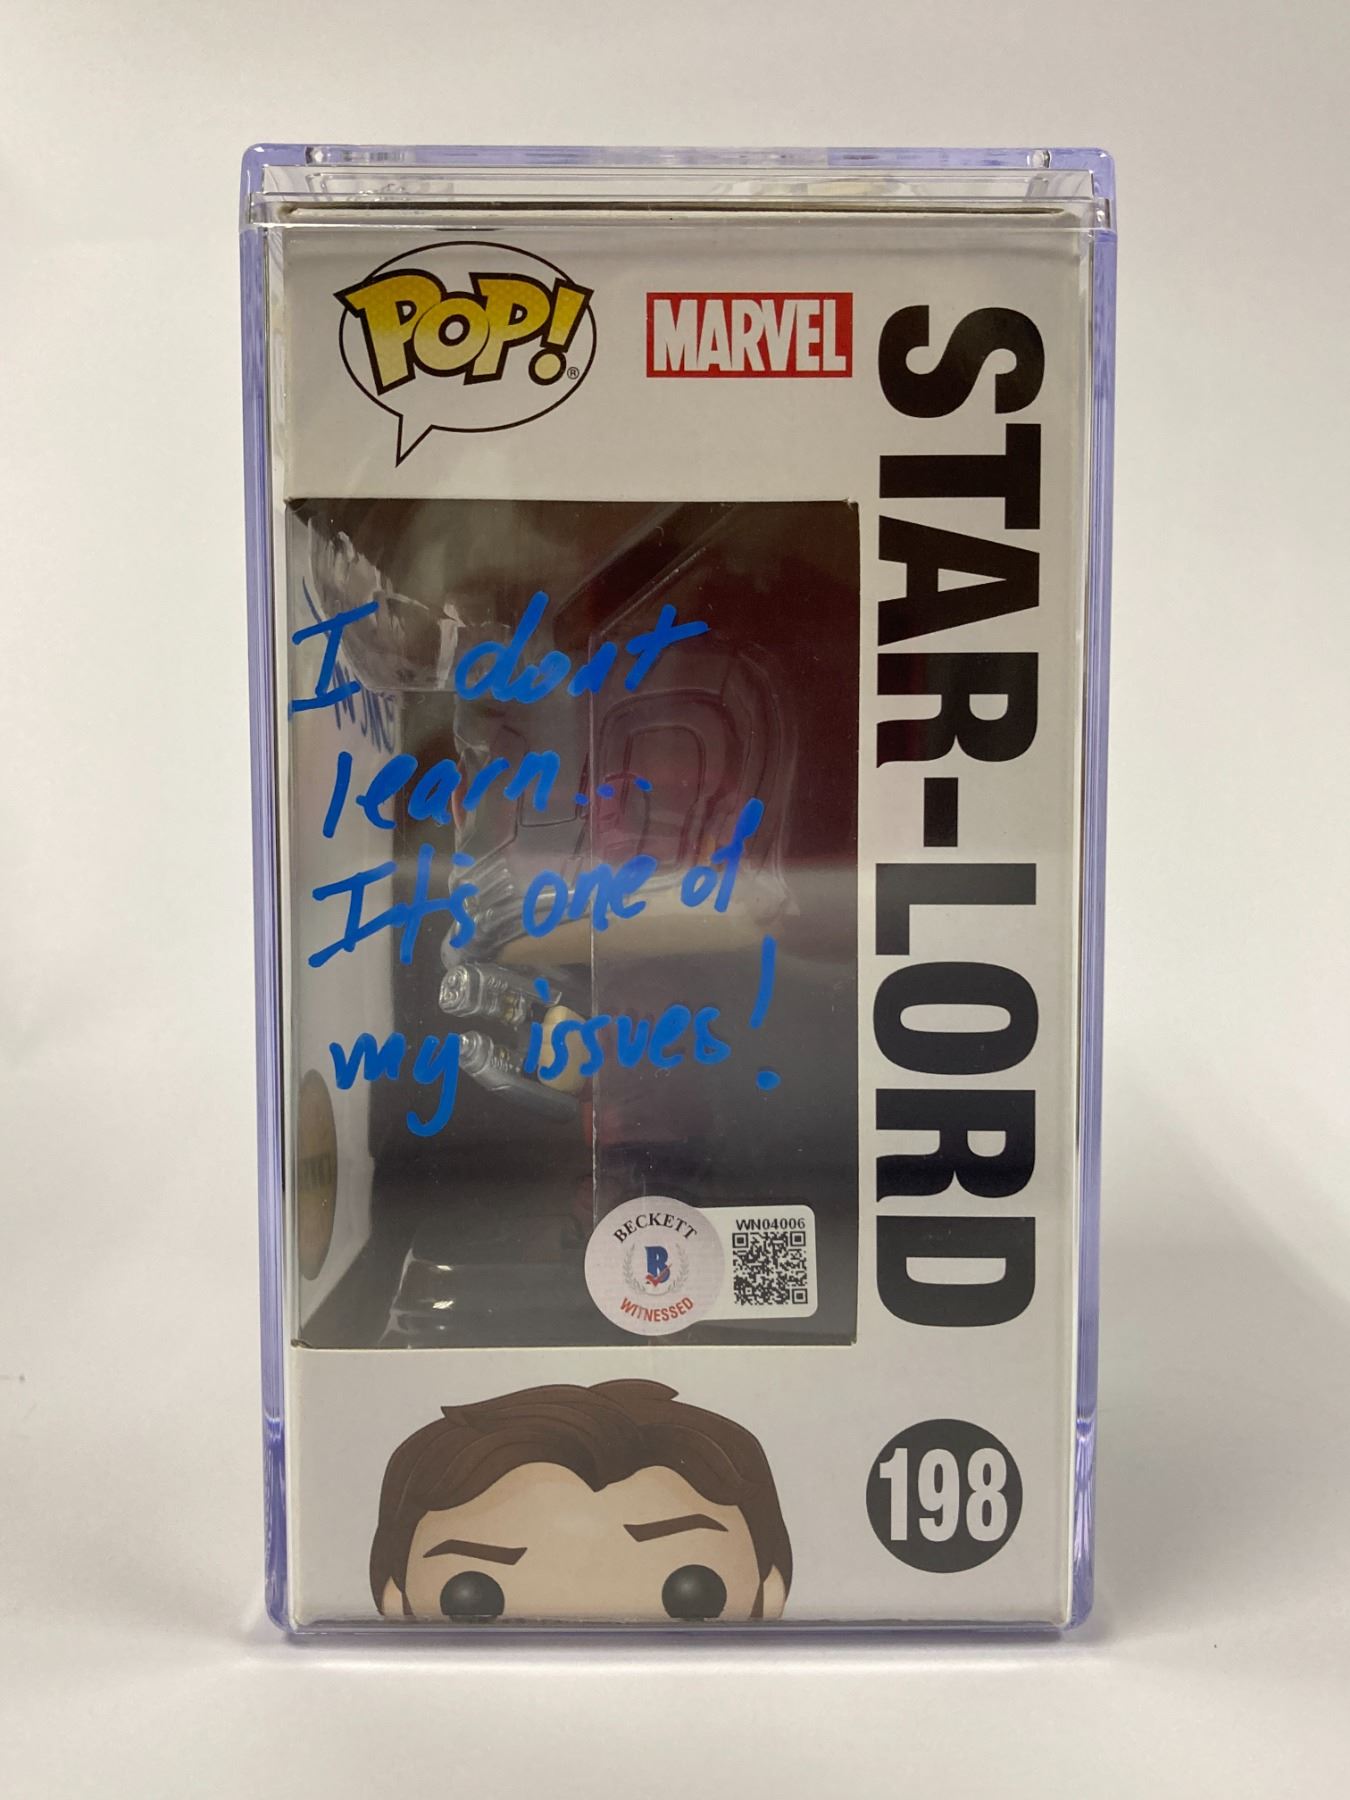 POP!
®
MARVEL
STAR-LORD
I dont
learn...
It's one of
my issues!
BECKETT
B
WITNESSED
WN04006
198